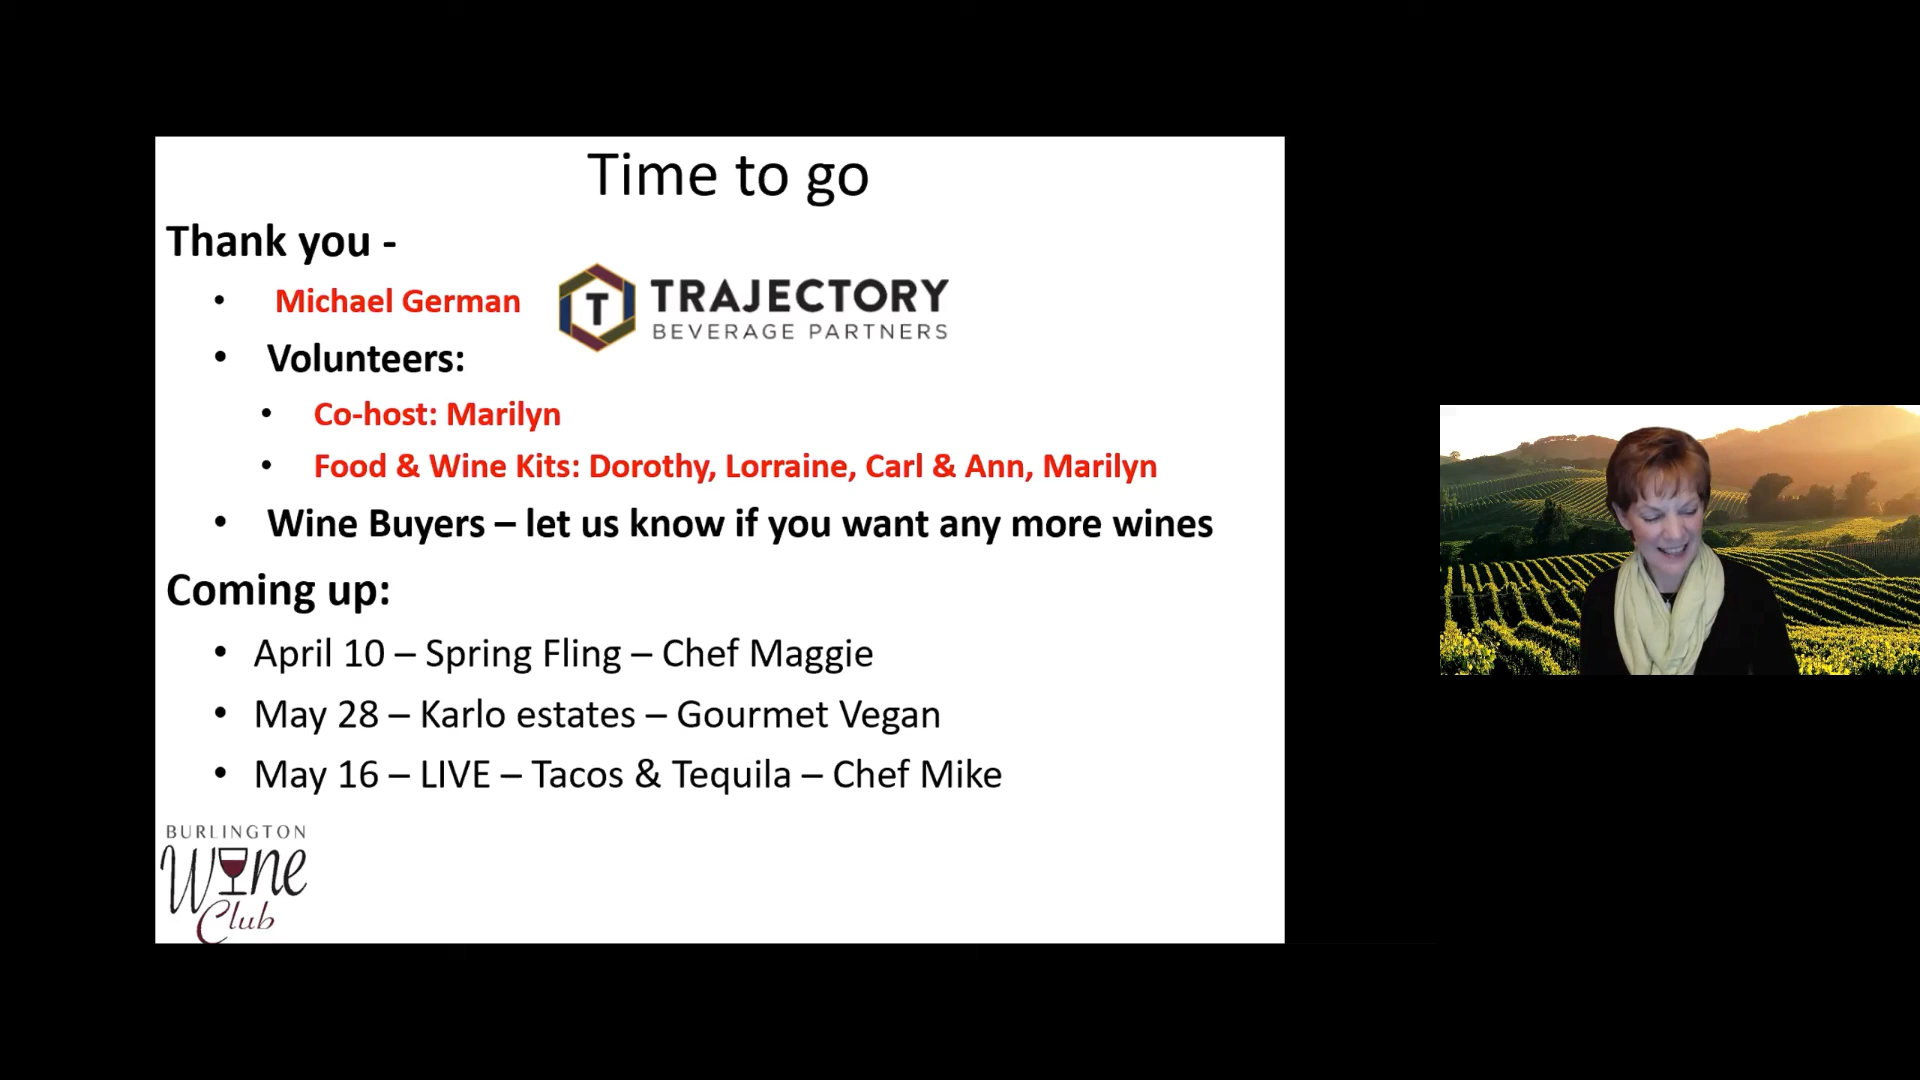 Time to go
Thank you -
• Michael German
T TRAJECTORY
BEVERAGE PARTNERS
• Volunteers:
• Co-host: Marilyn
• Food & Wine Kits: Dorothy, Lorraine, Carl & Ann, Marilyn
• Wine Buyers – let us know if you want any more wines
Coming up:
• April 10 – Spring Fling – Chef Maggie
• May 28 – Karlo estates – Gourmet Vegan
• May 16 – LIVE – Tacos & Tequila – Chef Mike
BURLINGTON
Wine
Club